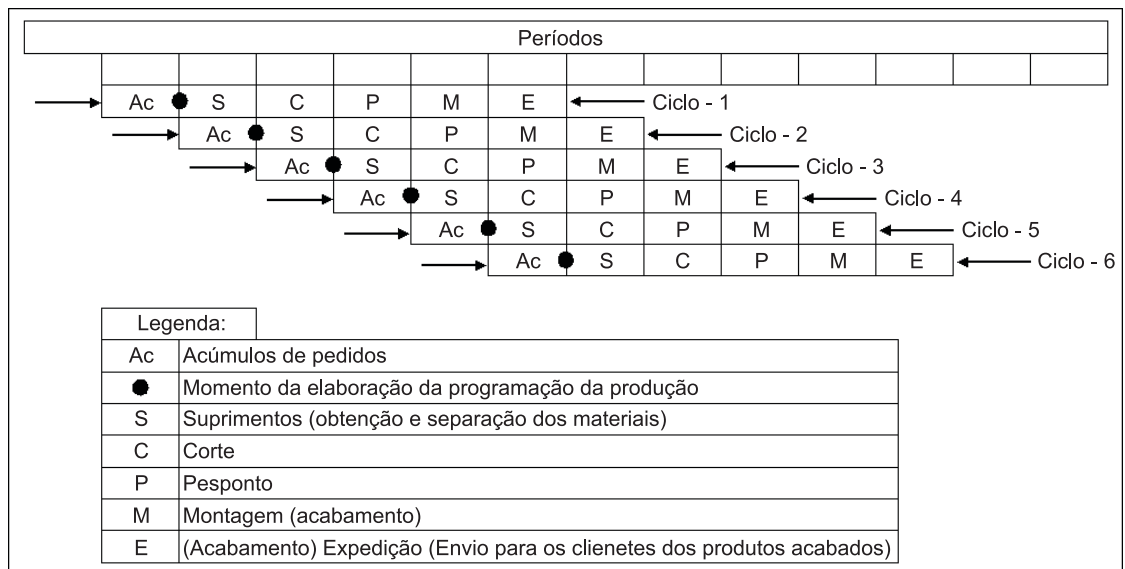 Períodos
Ac S C P M E Ciclo - 1
Ac S C P M E Ciclo - 2
Ac S C P M E Ciclo - 3
Ac S C P M E Ciclo - 4
Ac S C P M E Ciclo - 5
Ac S C P M E Ciclo - 6
Legenda:
Ac Acúmulos de pedidos
Momento da elaboração da programação da produção
S Suprimentos (obtenção e separação dos materiais)
C Corte
P Pesponto
M Montagem (acabamento)
E (Acabamento) Expedição (Envio para os clienetes dos produtos acabados)